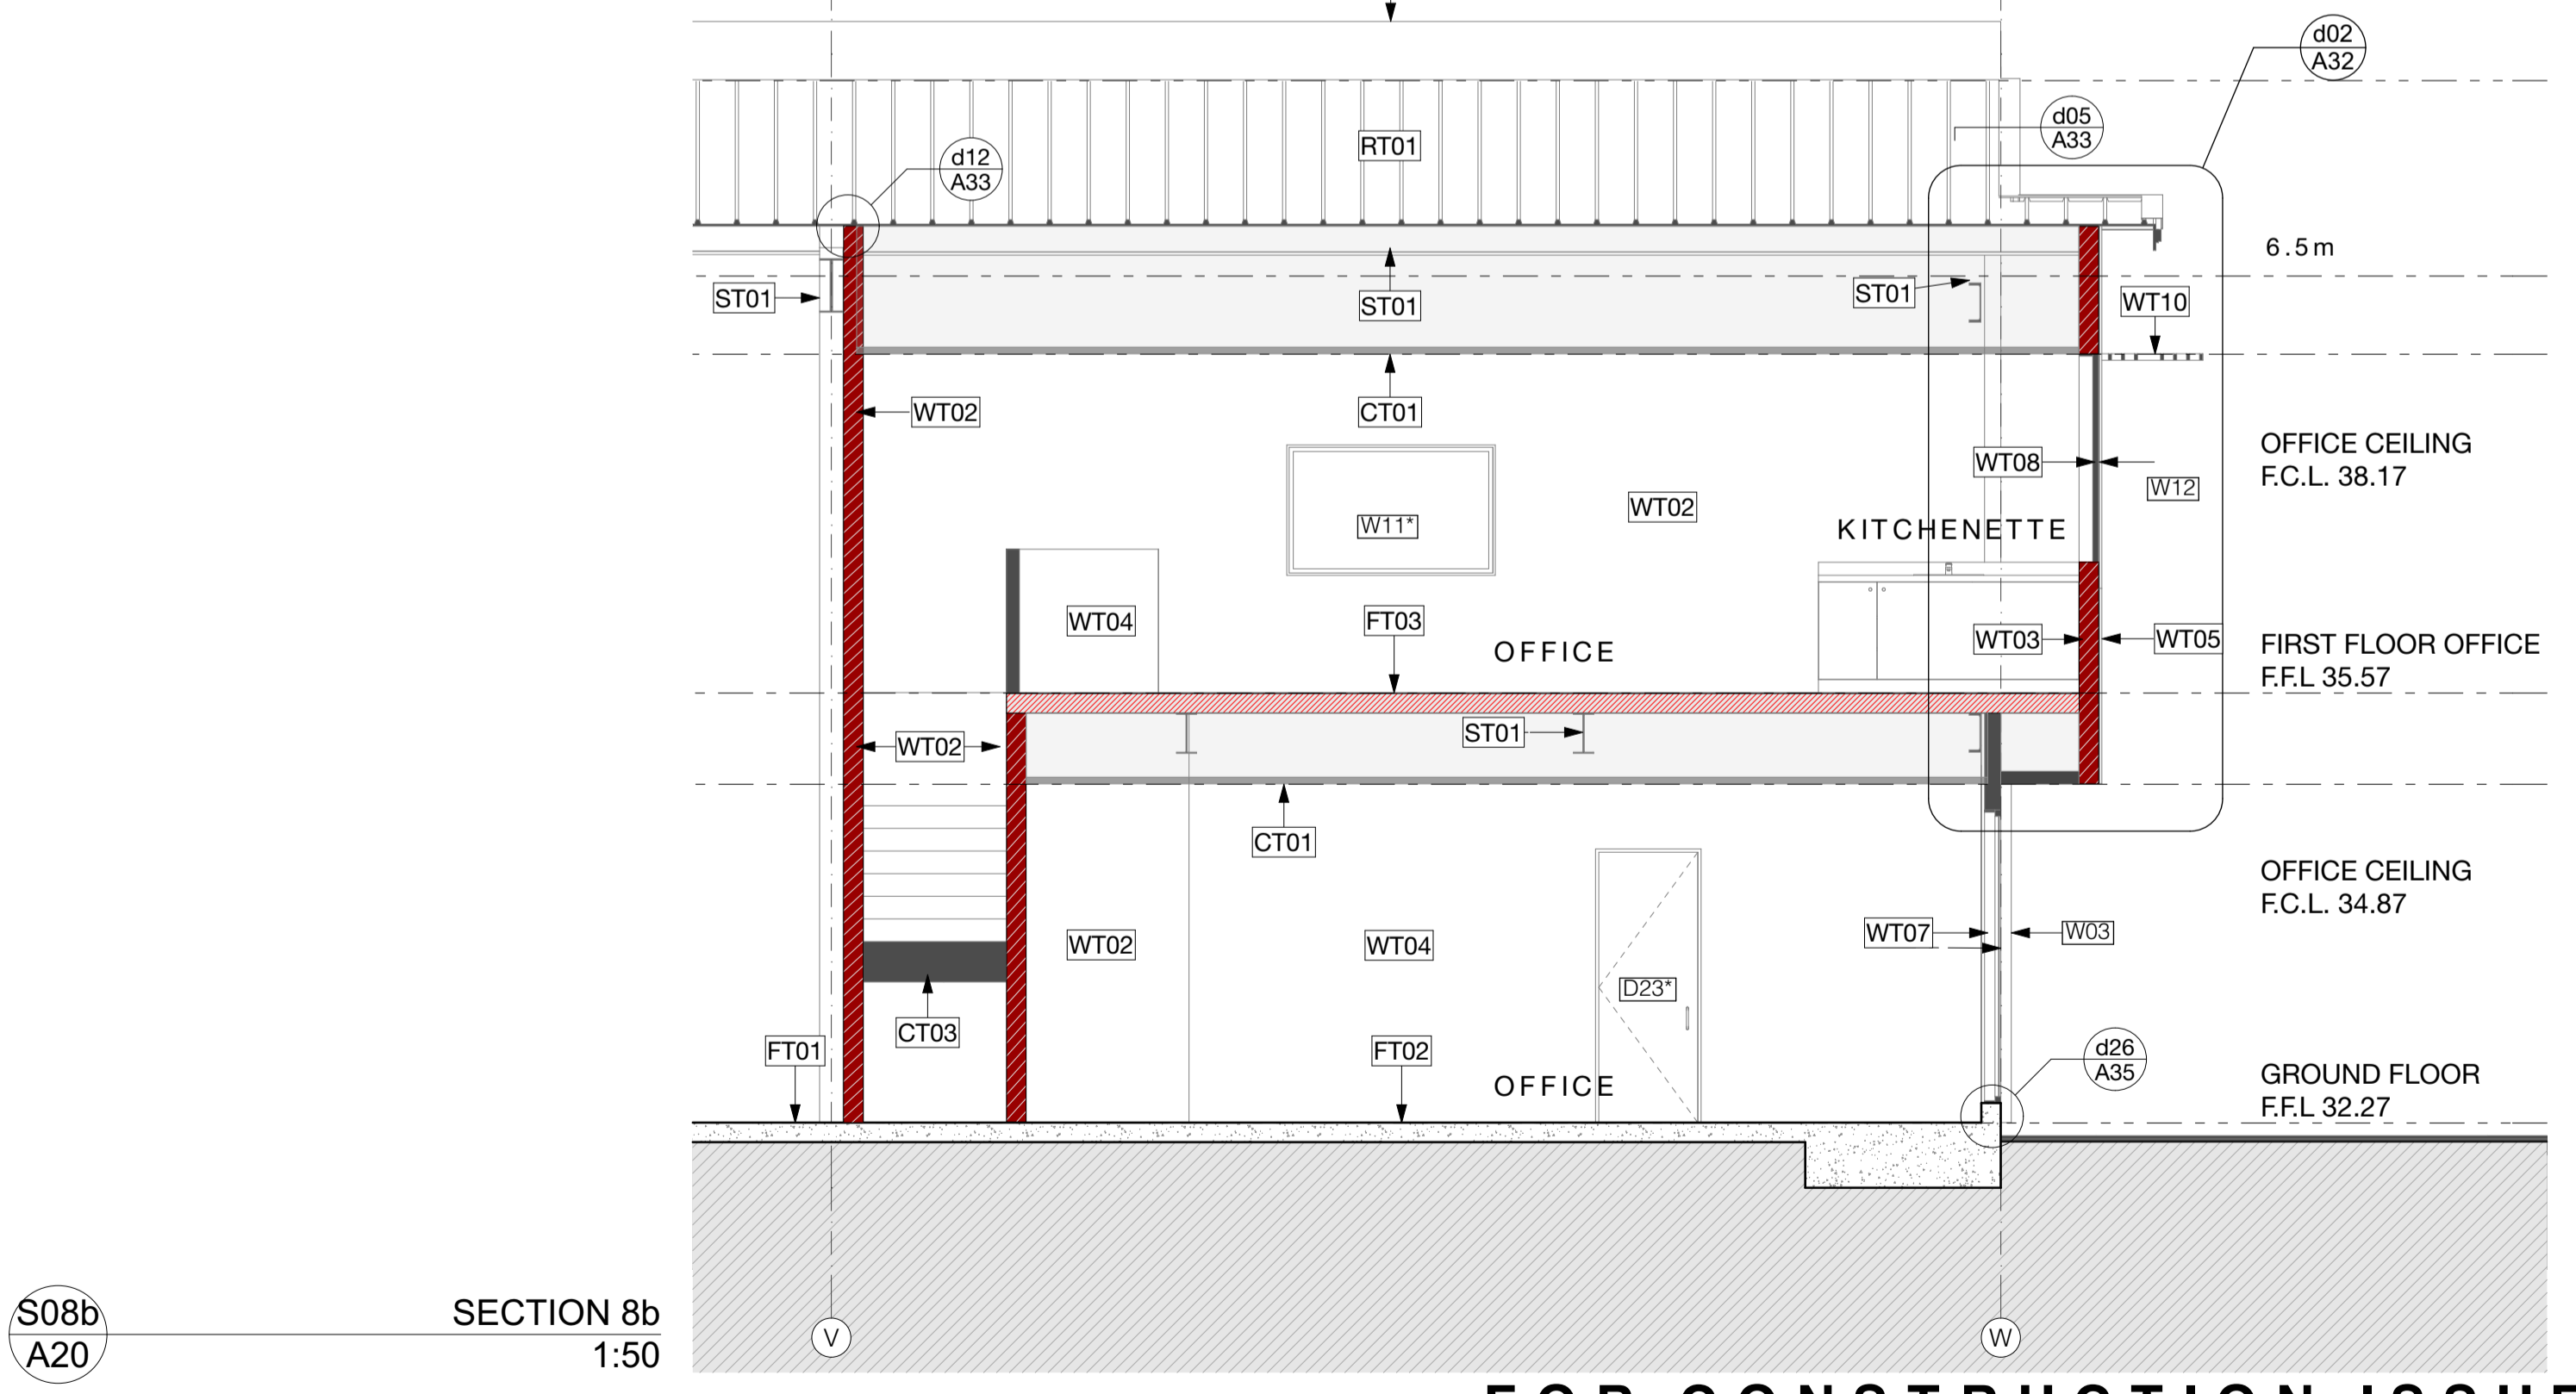 d02
A32
d05
A33
RT01
d12
A33
6.5m
ST01
ST01
ST01
WT10
WT02
CT01
OFFICE CEILING
F.C.L. 38.17
WT08
W12
WT02
W11*
KITCHENETTE
WT04
FT03
OFFICE
WT03
WT05
FIRST FLOOR OFFICE
F.F.L 35.57
WT02
ST01
CT01
OFFICE CEILING
F.C.L. 34.87
WT02
WT04
WT07
W03
D23*
CT03
FT01
FT02
OFFICE
d26
A35
GROUND FLOOR
F.F.L 32.27
S08b
A20
SECTION 8b
1:50
V
W